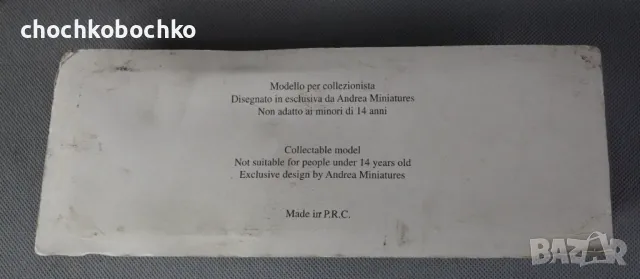 chochkobochko
Modello per collezionista
Disegnato in esclusiva da Andrea Miniatures
Non adatto ai minori di 14 anni
Collectable model
Not suitable for people under 14 years old
Exclusive design by Andrea Miniatures
Made in P.R.C.
BAZAR